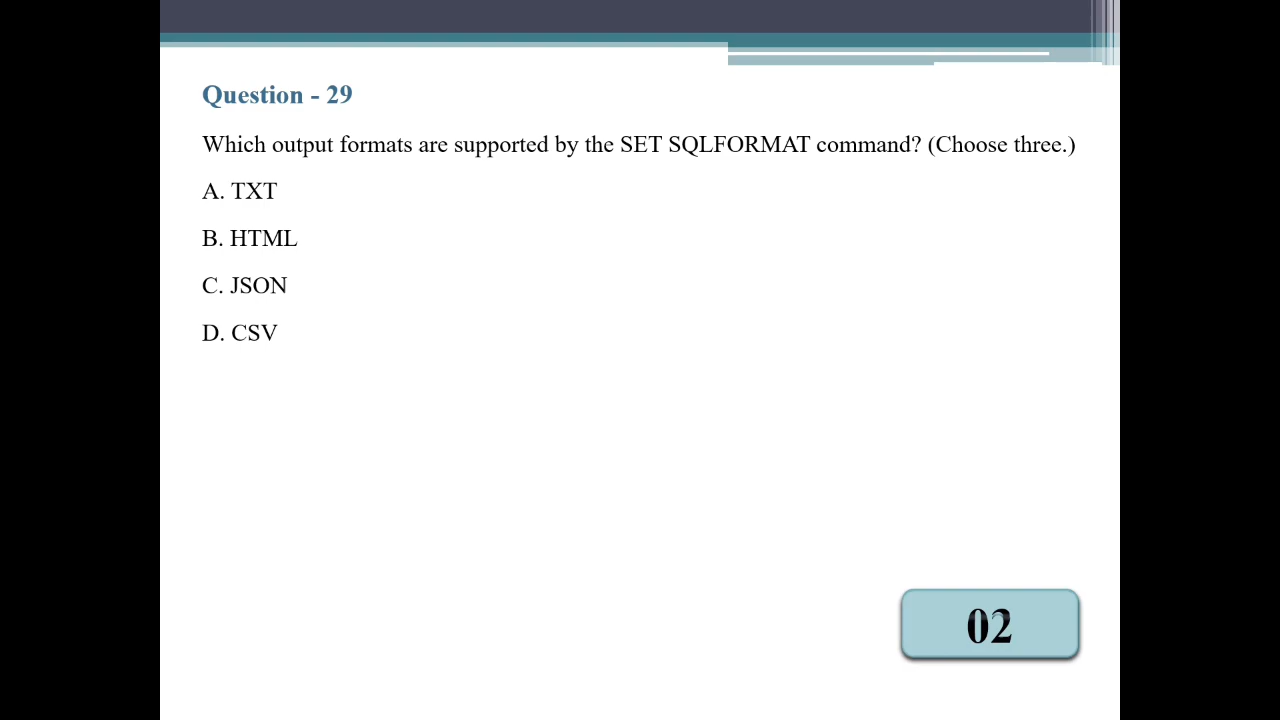 Question - 29
Which output formats are supported by the SET SQLFORMAT command? (Choose three.)
A. TXT
B. HTML
C. JSON
D. CSV
02